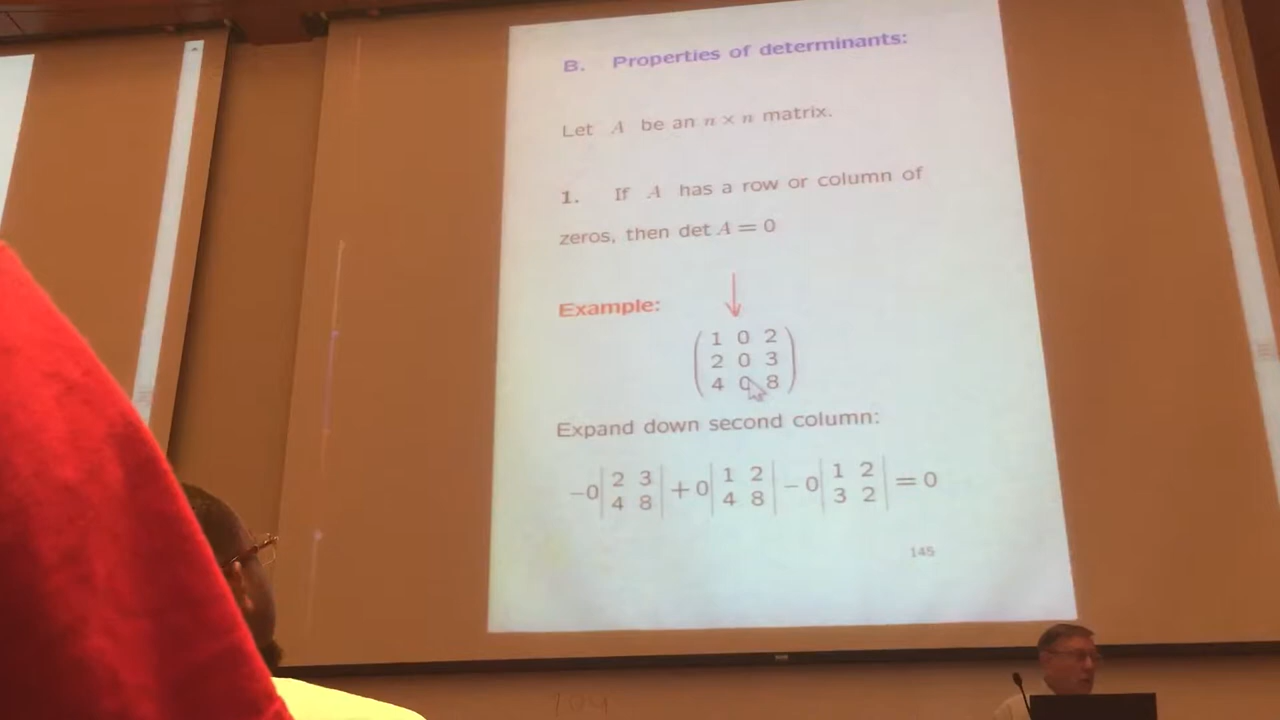 B. Properties of determinants:
Let A be an n × n matrix.
1. If A has a row or column of
zeros, then det A = 0
Example:
1 0 2
2 0 3
4 0 8
Expand down second column:
−0 |2 3| + 0 |1 2| − 0 |1 2| = 0
|4 8| |4 8| |3 2|
145